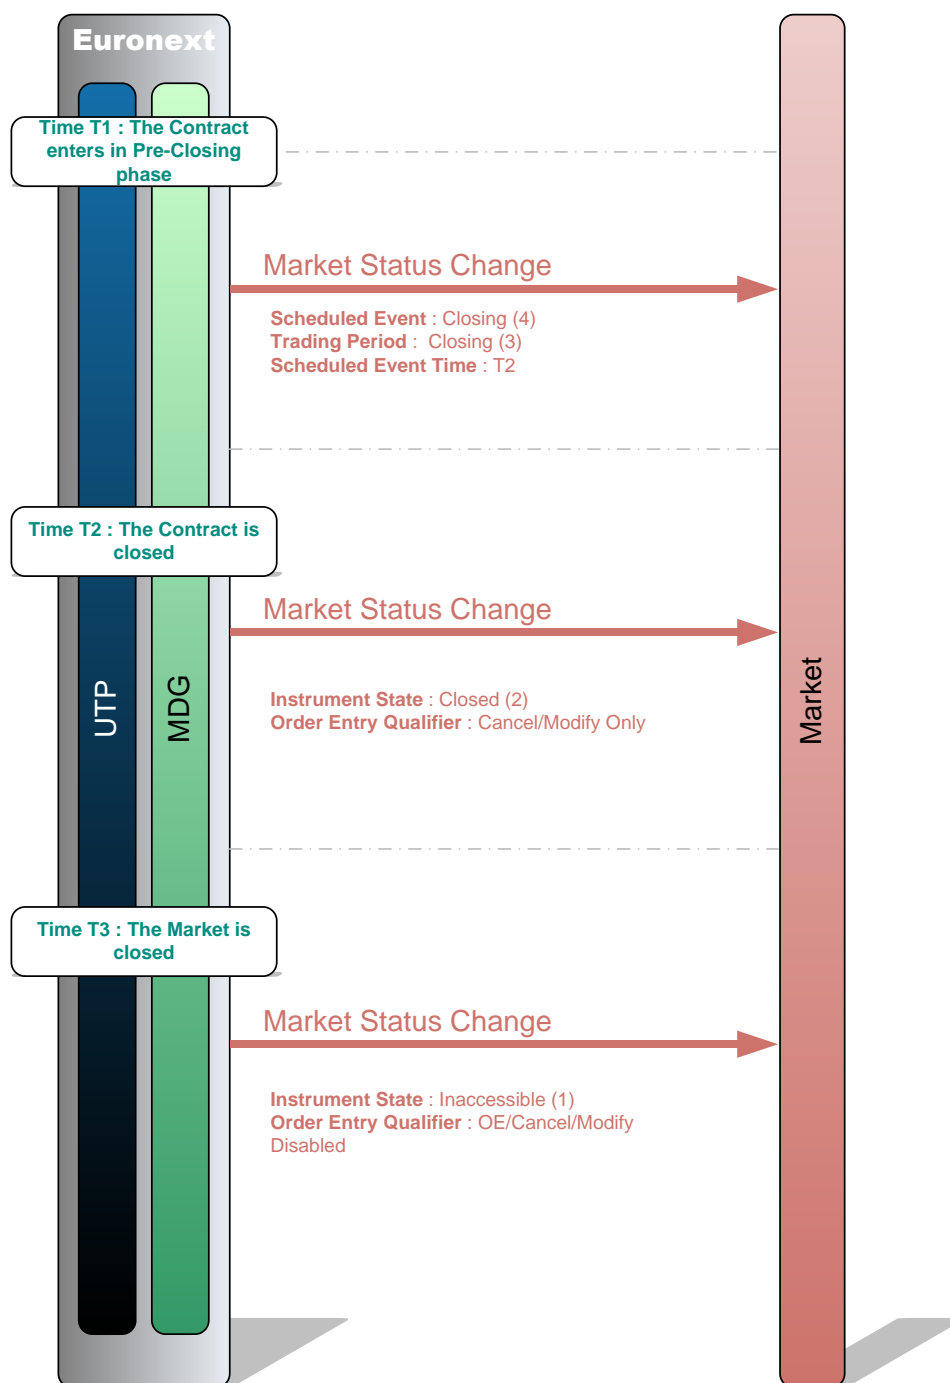 Euronext
Time T1 : The Contract
enters in Pre-Closing
phase
Market Status Change
Scheduled Event : Closing (4)
Trading Period :  Closing (3)
Scheduled Event Time : T2
Time T2 : The Contract is
closed
Market Status Change
Instrument State : Closed (2)
Order Entry Qualifier : Cancel/Modify Only
UTP
MDG
Market
Time T3 : The Market is
closed
Market Status Change
Instrument State : Inaccessible (1)
Order Entry Qualifier : OE/Cancel/Modify
Disabled